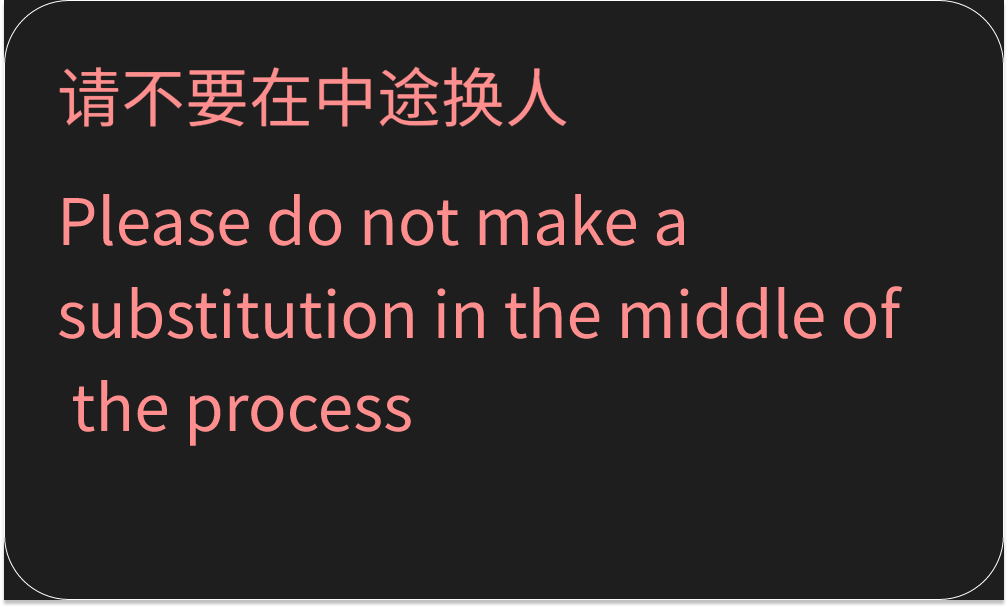 请不要在中途换人
Please do not make a
substitution in the middle of
the process